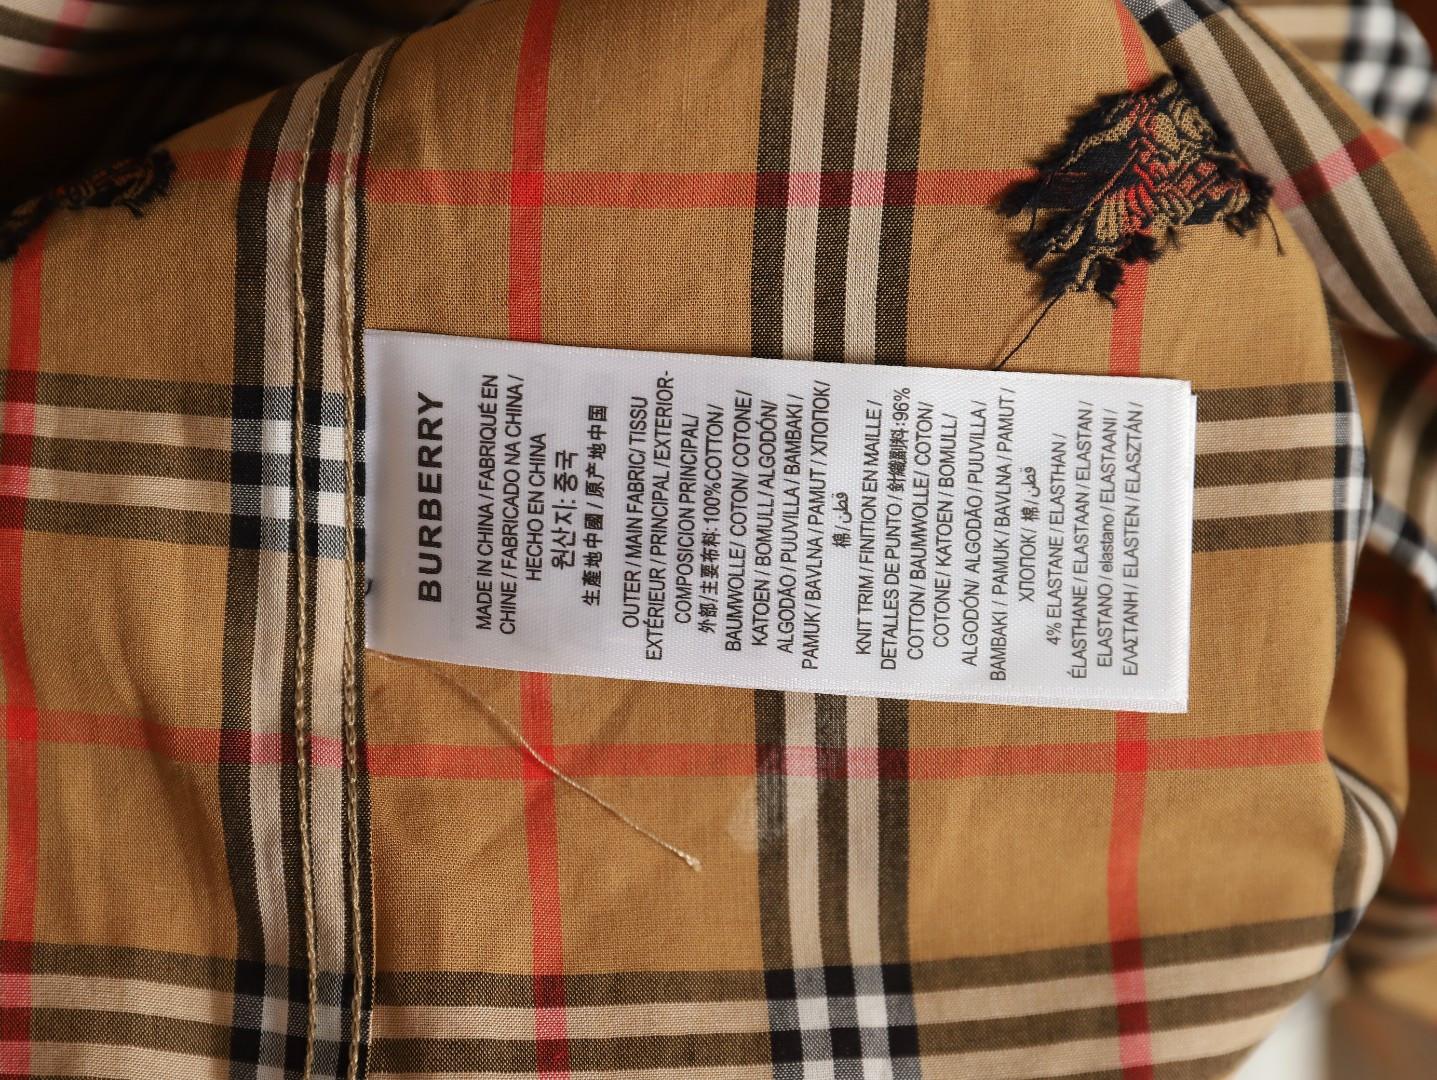 BURBERRY
MADE IN CHINA / FABRIQUÉ EN
CHINE / FABRICADO NA CHINA /
HECHO EN CHINA
원산지: 중국
生產地中國 / 原产地中国
OUTER / MAIN FABRIC/ TISSU
EXTÉRIEUR / PRINCIPAL / EXTERIOR-
COMPOSICION PRINCIPAL/
外部 / 主要布料: 100%COTTON/
BAUMWOLLE/ COTON/ COTONE/
KATOEN / BOMULL/ ALGODÓN/
ALGODÃO / PUUVILLA / BAMBAKI /
PAMUK / BAVLNA PAMUT / ХЛОПОК/
棉/ قطن
KNIT TRIM / FINITION EN MAILLE /
DETALLES DE PUNTO / 針織副料:96%
COTTON/ BAUMWOLLE/ COTON/
COTONE/ KATOEN / BOMULL/
ALGODÓN/ ALGODÃO/ PUUVILLA /
BAMBAKI / PAMUK / BAVLNA / PAMUT /
ХЛОПОК 棉 / قطن
4% ELASTANE ELASTHAN /
ÉLASTHANE / ELASTAAN/ ELASTAN /
ELASTANO / elastano / ELASTAANI /
ΕΛΑΣΤΑΝΗ / ELASTEN / ELASZTÁN /